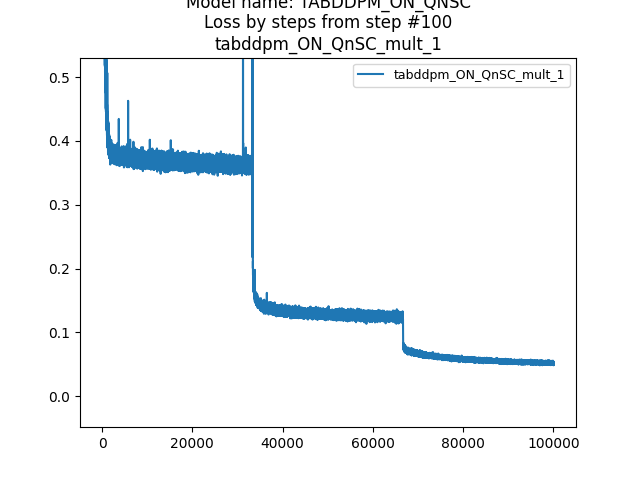 Model name: TABDDPM_ON_QNSC
Loss by steps from step #100
tabddpm_ON_QnSC_mult_1
tabddpm_ON_QnSC_mult_1
0.5
0.4
0.3
0.2
0.1
0.0
0 20000 40000 60000 80000 100000